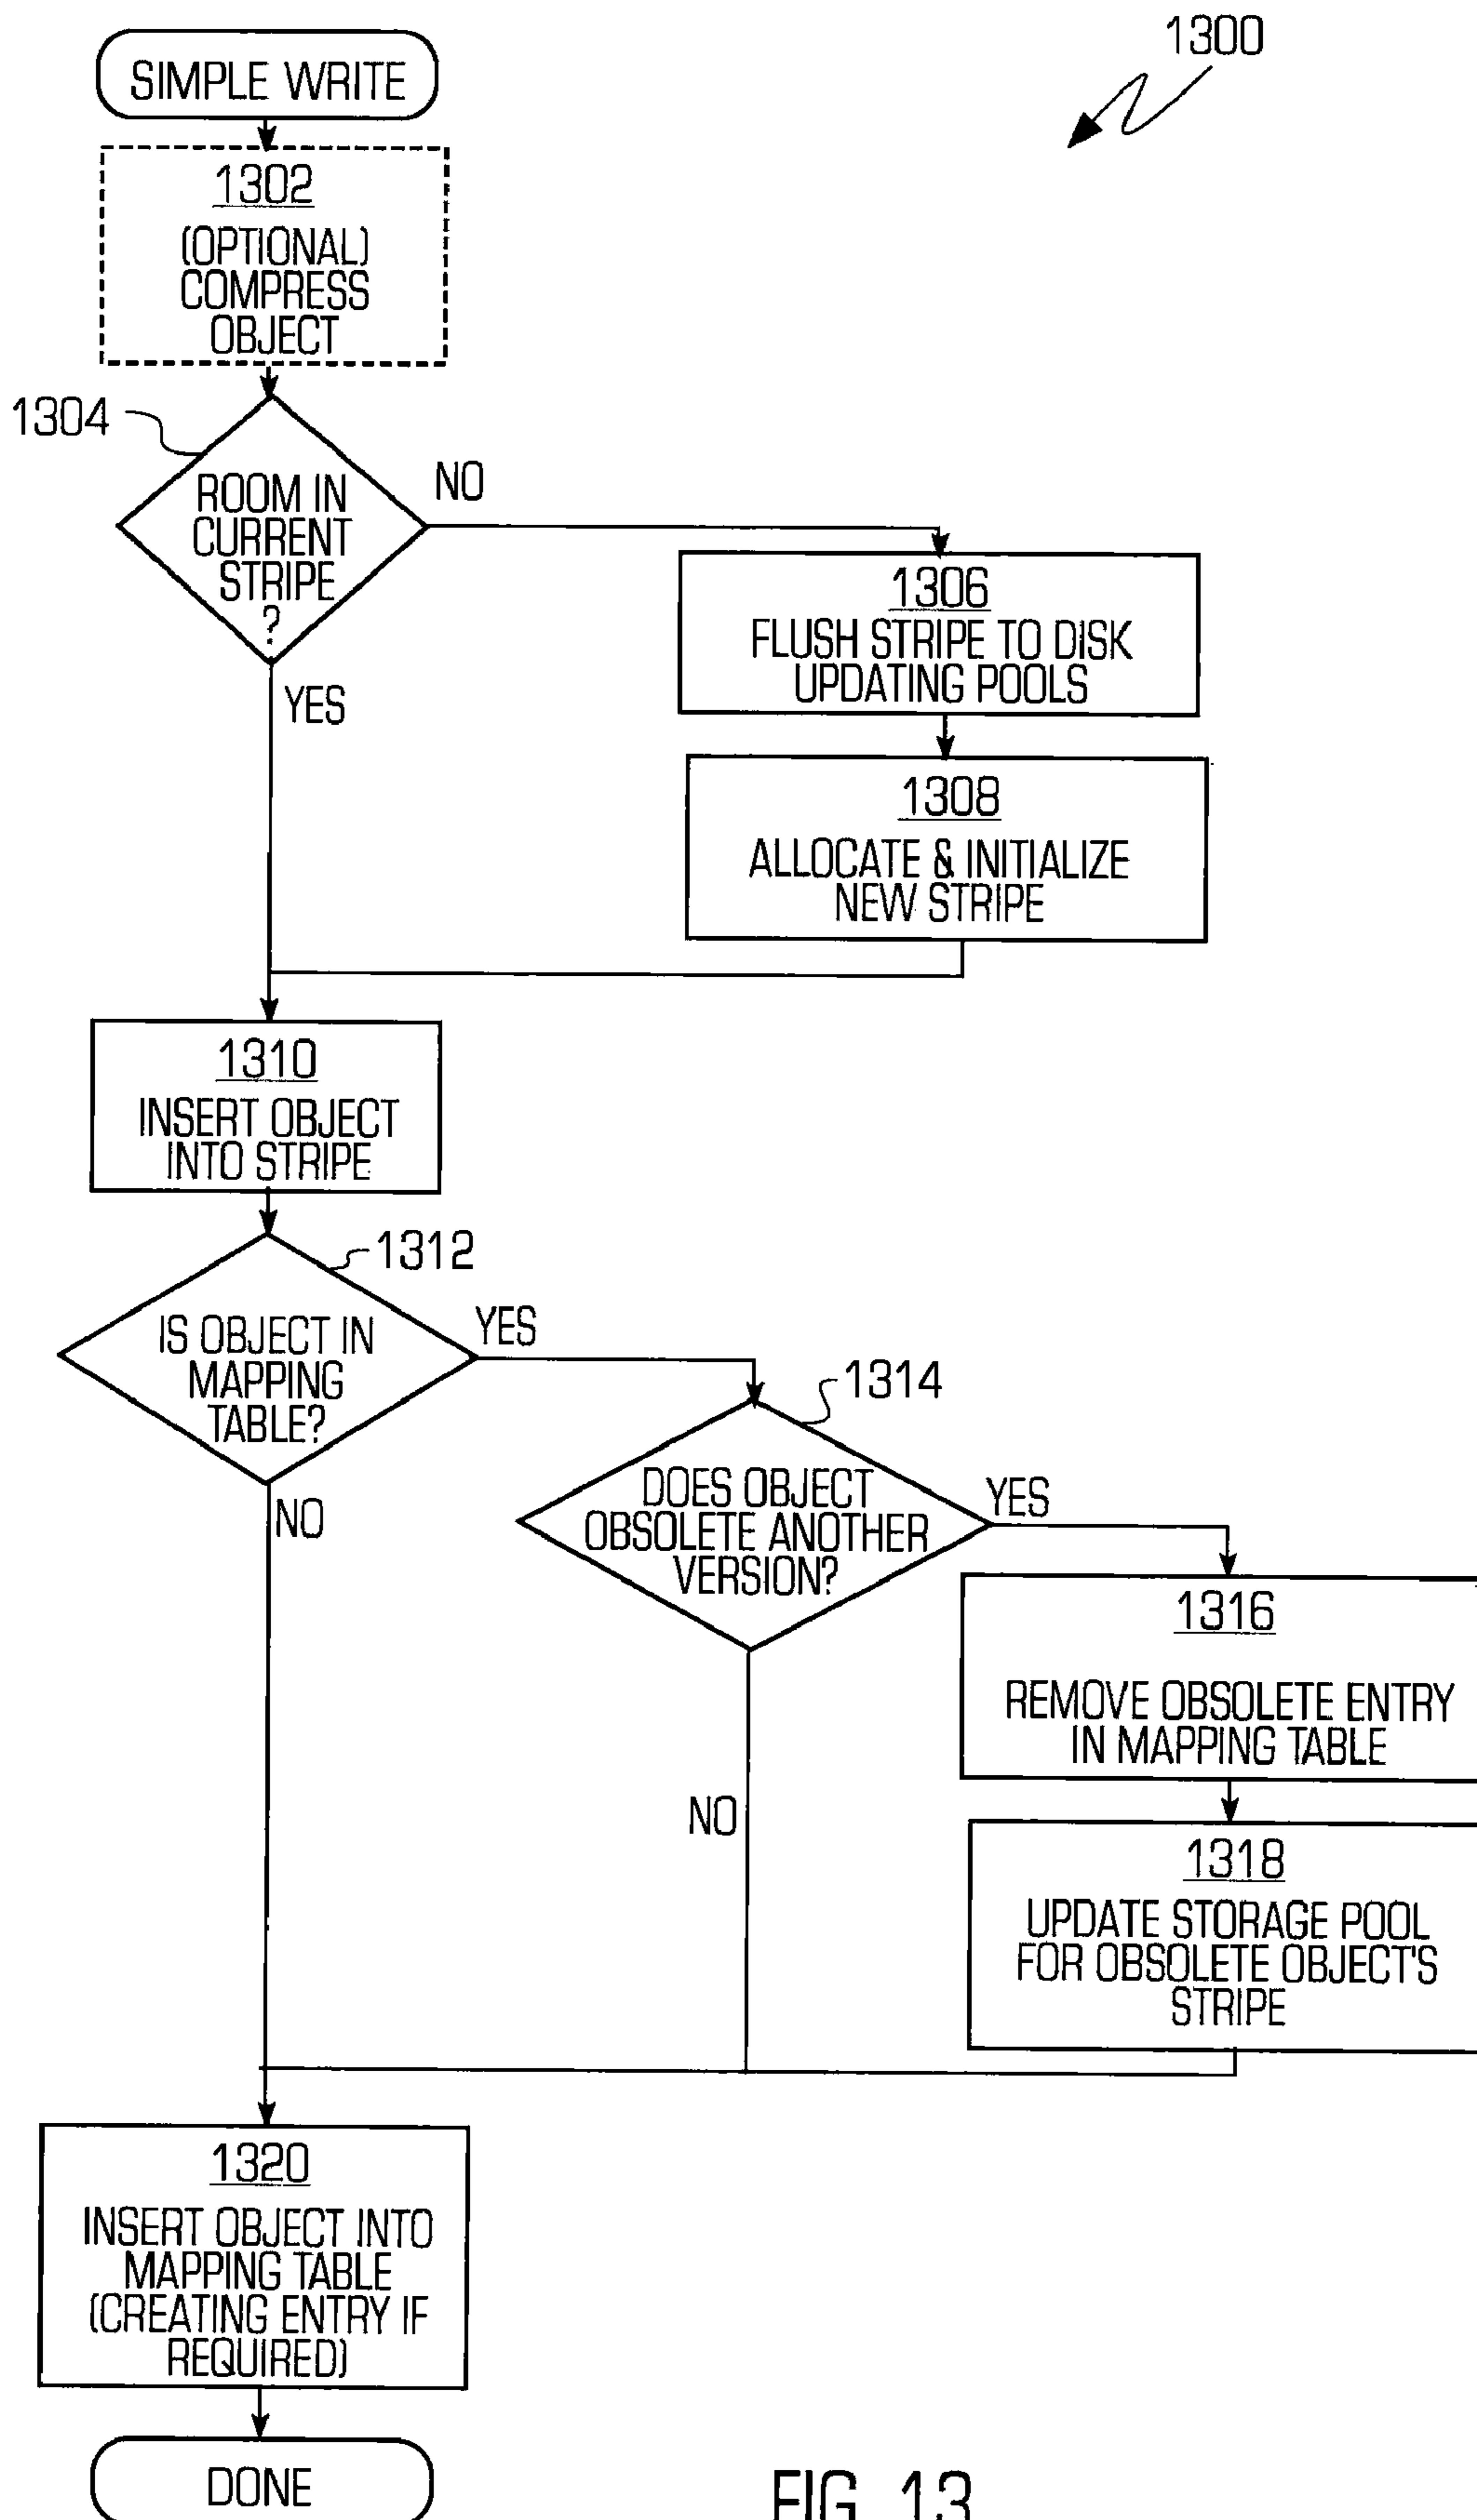 1300
SIMPLE WRITE
1302
(OPTIONAL)
COMPRESS
OBJECT
1304
ROOM IN
CURRENT
STRIPE
?
NO
YES
1306
FLUSH STRIPE TO DISK
UPDATING POOLS
1308
ALLOCATE & INITIALIZE
NEW STRIPE
1310
INSERT OBJECT
INTO STRIPE
1312
IS OBJECT IN
MAPPING
TABLE?
YES
NO
1314
DOES OBJECT
OBSOLETE ANOTHER
VERSION?
YES
NO
1316
REMOVE OBSOLETE ENTRY
IN MAPPING TABLE
1318
UPDATE STORAGE POOL
FOR OBSOLETE OBJECT'S
STRIPE
1320
INSERT OBJECT INTO
MAPPING TABLE
(CREATING ENTRY IF
REQUIRED)
DONE
FIG. 13